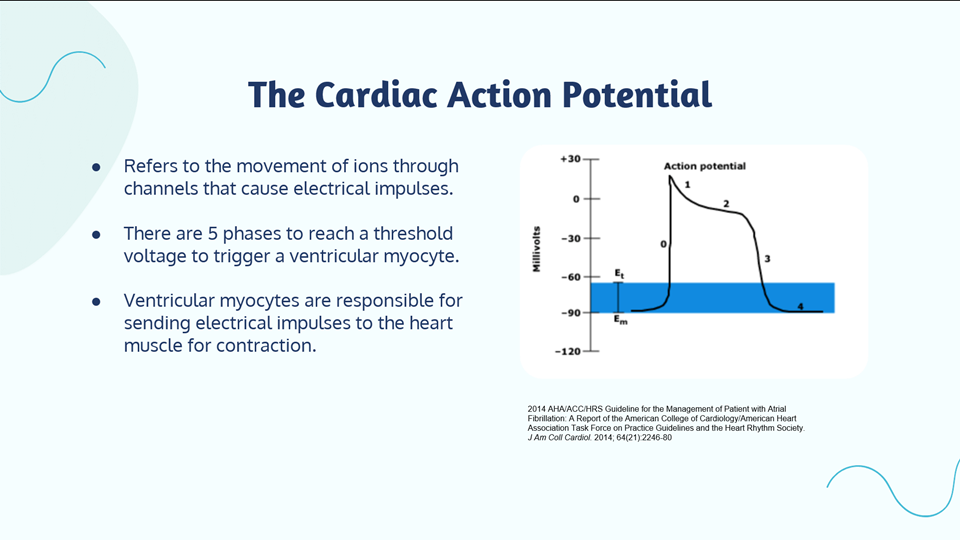 The Cardiac Action Potential
● Refers to the movement of ions through
channels that cause electrical impulses.
● There are 5 phases to reach a threshold
voltage to trigger a ventricular myocyte.
● Ventricular myocytes are responsible for
sending electrical impulses to the heart
muscle for contraction.
+30
Action potential
1
0
2
−30
0
3
Millivolts
−60
Et
−90
Em
4
−120
2014 AHA/ACC/HRS Guideline for the Management of Patient with Atrial
Fibrillation: A Report of the American College of Cardiology/American Heart
Association Task Force on Practice Guidelines and the Heart Rhythm Society.
J Am Coll Cardiol. 2014; 64(21):2246-80